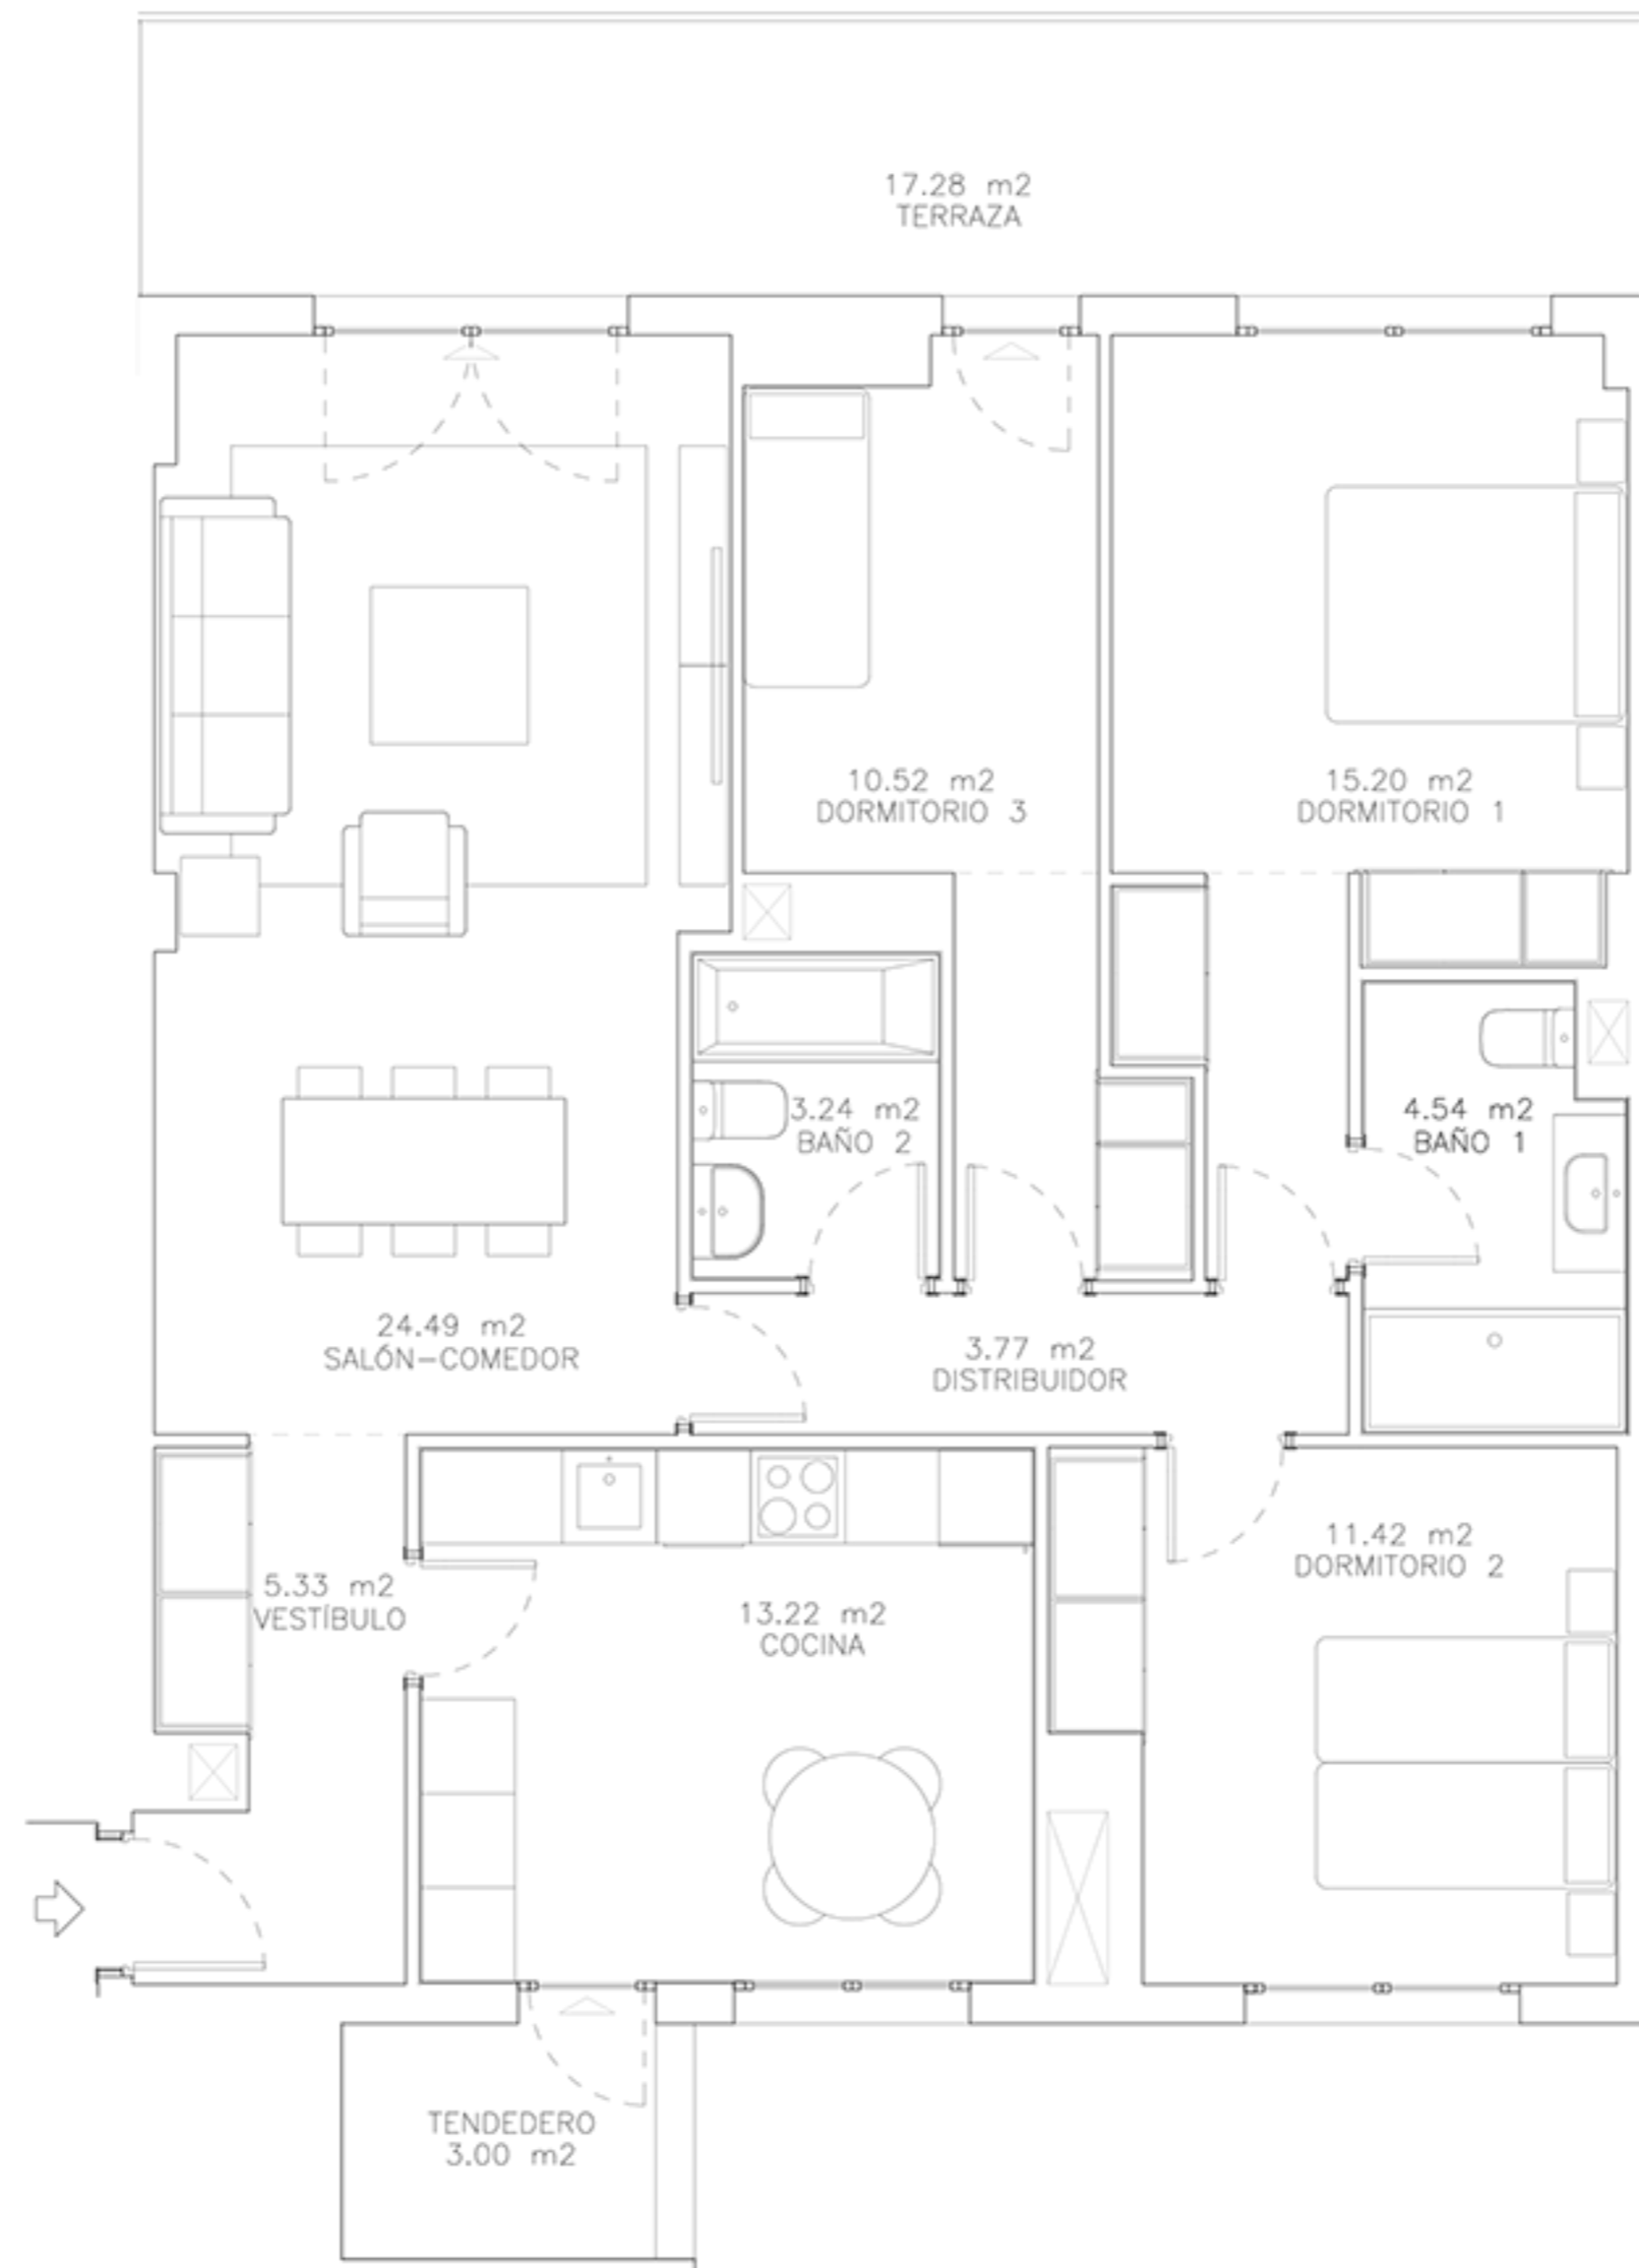 17.28 m2
TERRAZA
10.52 m2
DORMITORIO 3
15.20 m2
DORMITORIO 1
3.24 m2
BAÑO 2
4.54 m2
BAÑO 1
24.49 m2
SALÓN-COMEDOR
3.77 m2
DISTRIBUIDOR
11.42 m2
DORMITORIO 2
5.33 m2
VESTÍBULO
13.22 m2
COCINA
TENDEDERO
3.00 m2